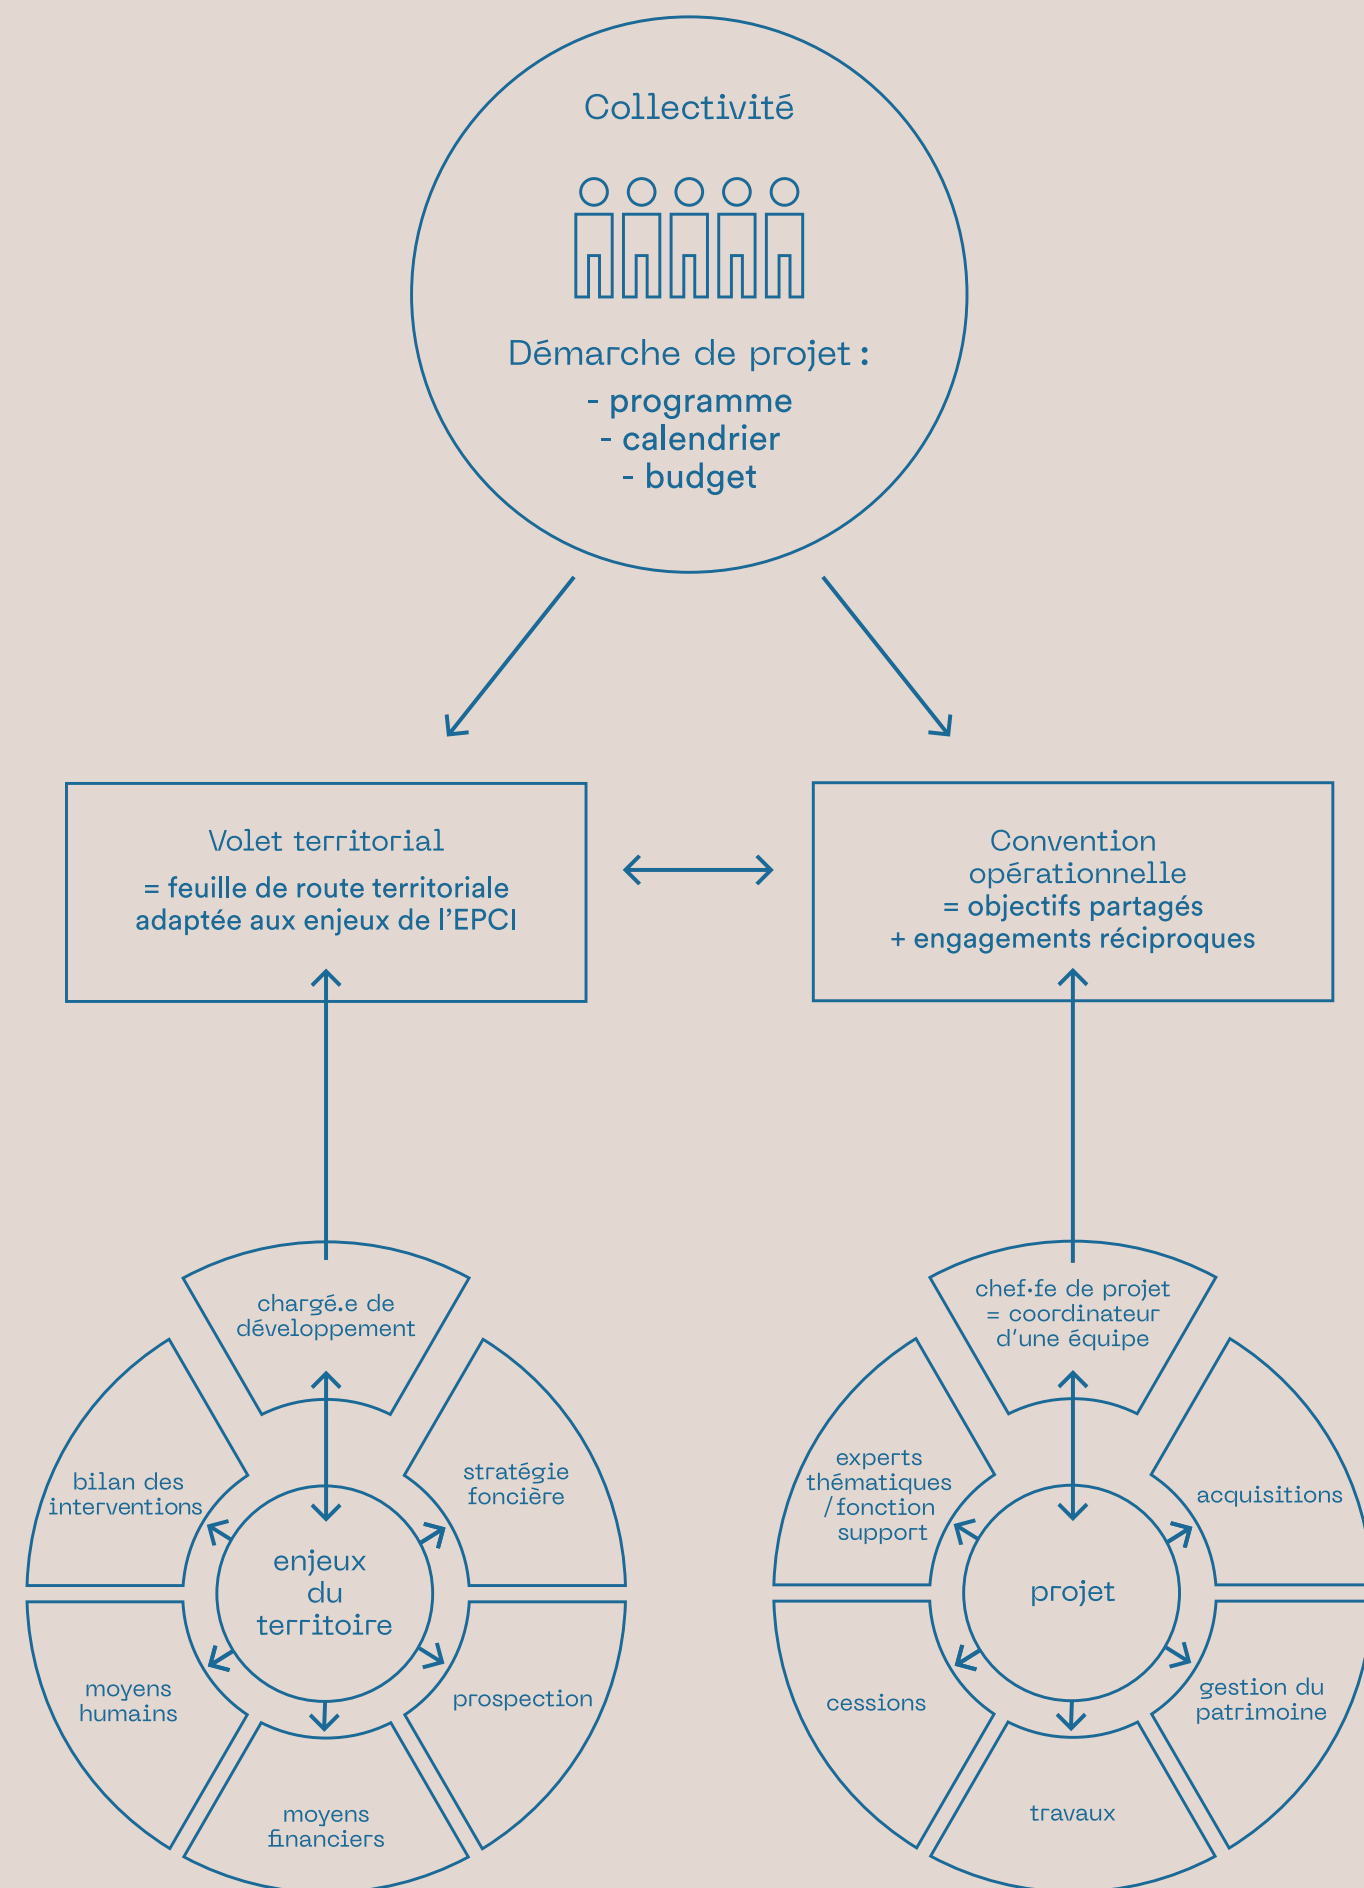 Collectivité
Démarche de projet :
- programme
- calendrier
- budget
Volet territorial
= feuille de route territoriale
adaptée aux enjeux de l'EPCI
Convention
opérationnelle
= objectifs partagés
+ engagements réciproques
chargé.e de
développement
stratégie
foncière
prospection
moyens
financiers
moyens
humains
bilan des
interventions
enjeux
du
territoire
chef·fe de projet
= coordinateur
d'une équipe
acquisitions
gestion du
patrimoine
travaux
cessions
experts
thématiques
/fonction
support
projet